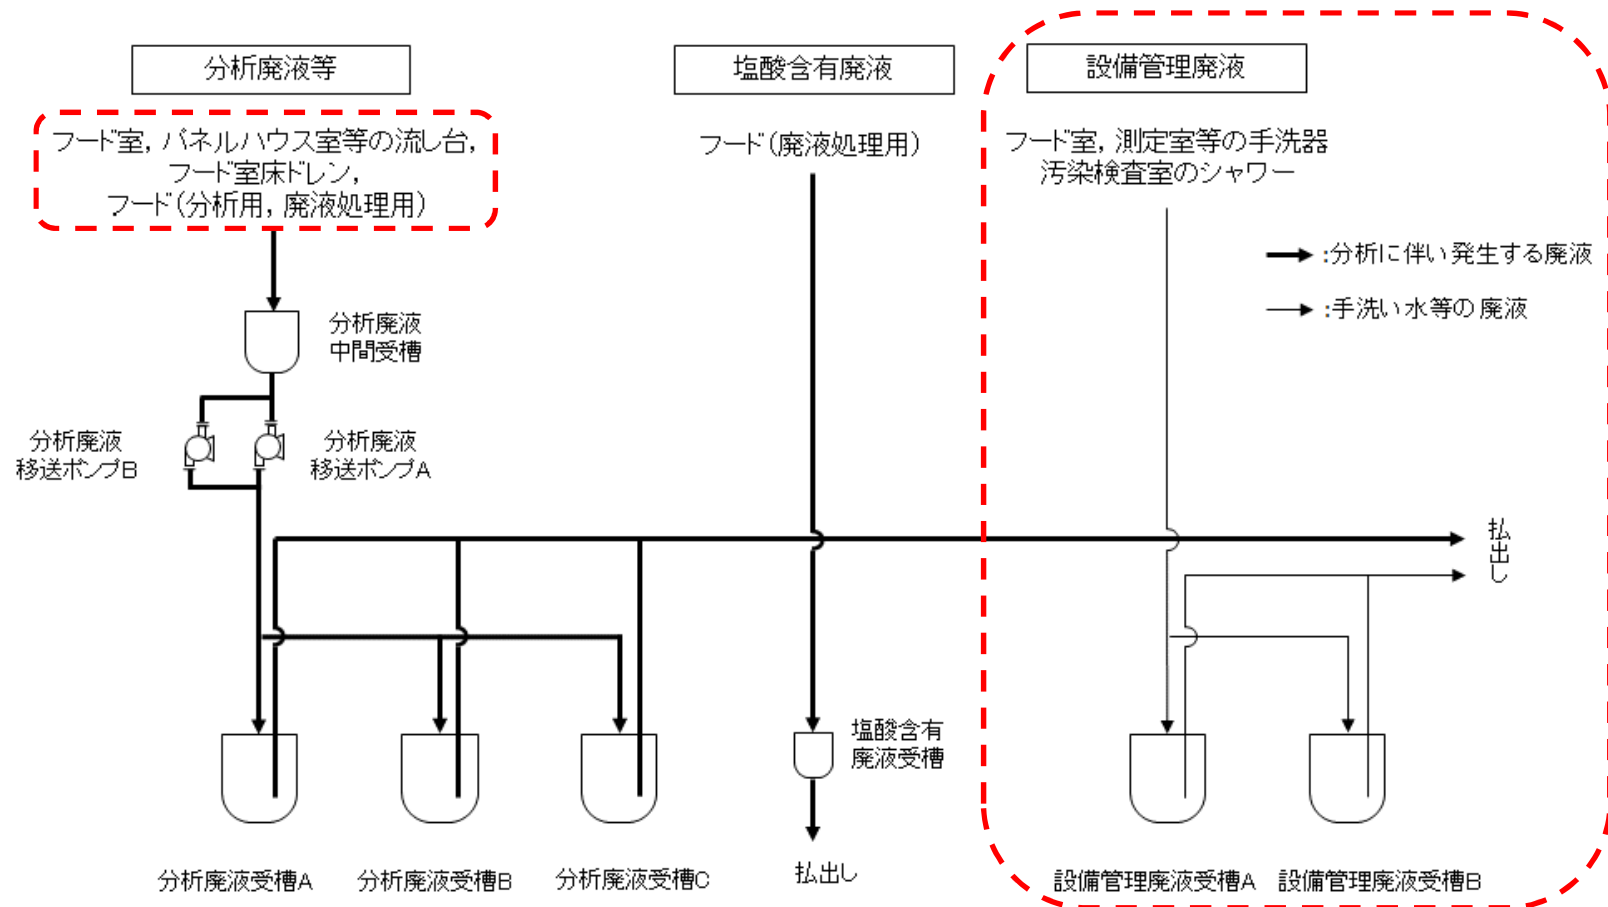 分析廃液等
塩酸含有廃液
設備管理廃液
フード室，パネルハウス室等の流し台，
フード室床ドレン，
フード（分析用，廃液処理用）
フード（廃液処理用）
フード室，測定室等の手洗器
汚染検査室のシャワー
：分析に伴い発生する廃液
：手洗い水等の廃液
分析廃液
中間受槽
分析廃液
移送ポンプB
分析廃液
移送ポンプA
払出し
塩酸含有
廃液受槽
払出し
分析廃液受槽A
分析廃液受槽B
分析廃液受槽C
設備管理廃液受槽A
設備管理廃液受槽B